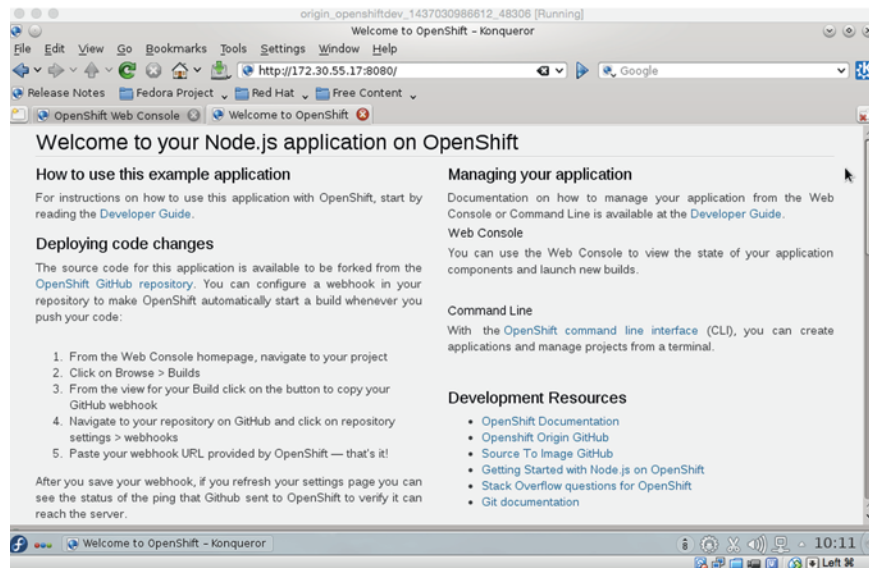 origin_openshiftdev_1437030986612_48306 [Running]
Welcome to OpenShift – Konqueror
File Edit View Go Bookmarks Tools Settings Window Help
http://172.30.55.17:8080/
Google
Release Notes Fedora Project Red Hat Free Content
OpenShift Web Console Welcome to OpenShift
Welcome to your Node.js application on OpenShift
How to use this example application
For instructions on how to use this application with OpenShift, start by
reading the Developer Guide.
Deploying code changes
The source code for this application is available to be forked from the
OpenShift GitHub repository. You can configure a webhook in your
repository to make OpenShift automatically start a build whenever you
push your code:
1. From the Web Console homepage, navigate to your project
2. Click on Browse > Builds
3. From the view for your Build click on the button to copy your
GitHub webhook
4. Navigate to your repository on GitHub and click on repository
settings > webhooks
5. Paste your webhook URL provided by OpenShift — that's it!
After you save your webhook, if you refresh your settings page you can
see the status of the ping that Github sent to OpenShift to verify it can
reach the server.
Managing your application
Documentation on how to manage your application from the Web
Console or Command Line is available at the Developer Guide.
Web Console
You can use the Web Console to view the state of your application
components and launch new builds.
Command Line
With the OpenShift command line interface (CLI), you can create
applications and manage projects from a terminal.
Development Resources
• OpenShift Documentation
• Openshift Origin GitHub
• Source To Image GitHub
• Getting Started with Node.js on OpenShift
• Stack Overflow questions for OpenShift
• Git documentation
Welcome to OpenShift – Konqueror
10:11
Left ⌘